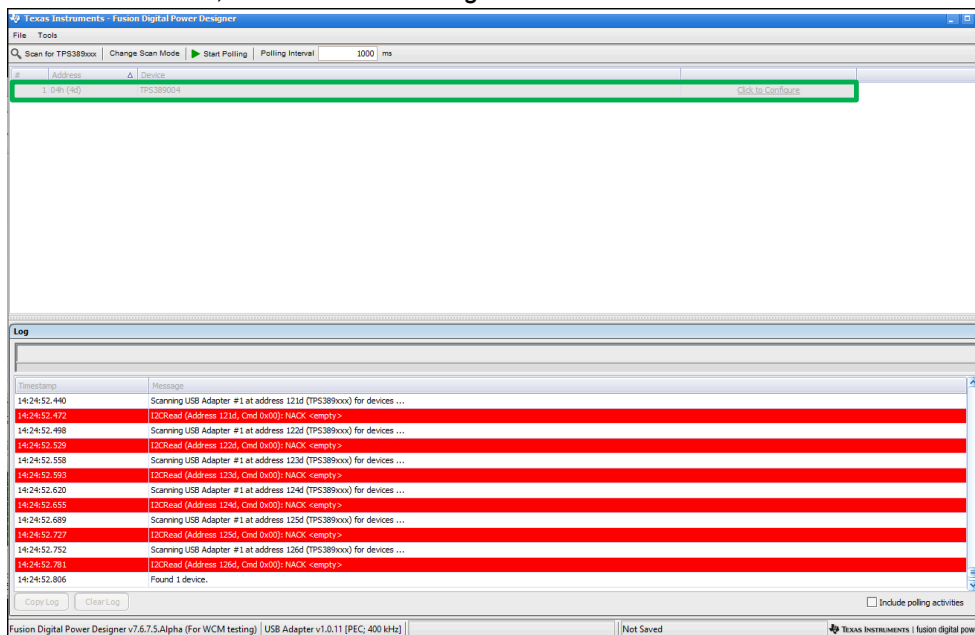 Texas Instruments - Fusion Digital Power Designer
File Tools
Scan for TPS389xxx Change Scan Mode Start Polling Polling Interval 1000 ms
# Address Device
1 04h (4d) TPS389004 Click to Configure
Log
Timestamp Message
14:24:52.440 Scanning USB Adapter #1 at address 121d (TPS389xxx) for devices ...
14:24:52.472 I2CRead (Address 121d, Cmd 0x00): NACK <empty>
14:24:52.498 Scanning USB Adapter #1 at address 122d (TPS389xxx) for devices ...
14:24:52.529 I2CRead (Address 122d, Cmd 0x00): NACK <empty>
14:24:52.558 Scanning USB Adapter #1 at address 123d (TPS389xxx) for devices ...
14:24:52.593 I2CRead (Address 123d, Cmd 0x00): NACK <empty>
14:24:52.620 Scanning USB Adapter #1 at address 124d (TPS389xxx) for devices ...
14:24:52.655 I2CRead (Address 124d, Cmd 0x00): NACK <empty>
14:24:52.689 Scanning USB Adapter #1 at address 125d (TPS389xxx) for devices ...
14:24:52.727 I2CRead (Address 125d, Cmd 0x00): NACK <empty>
14:24:52.752 Scanning USB Adapter #1 at address 126d (TPS389xxx) for devices ...
14:24:52.781 I2CRead (Address 126d, Cmd 0x00): NACK <empty>
14:24:52.806 Found 1 device.
Copy Log Clear Log Include polling activities
Fusion Digital Power Designer v7.6.7.5.Alpha (For WCM testing) USB Adapter v1.0.11 [PEC; 400 kHz] Not Saved TEXAS INSTRUMENTS | fusion digital pow